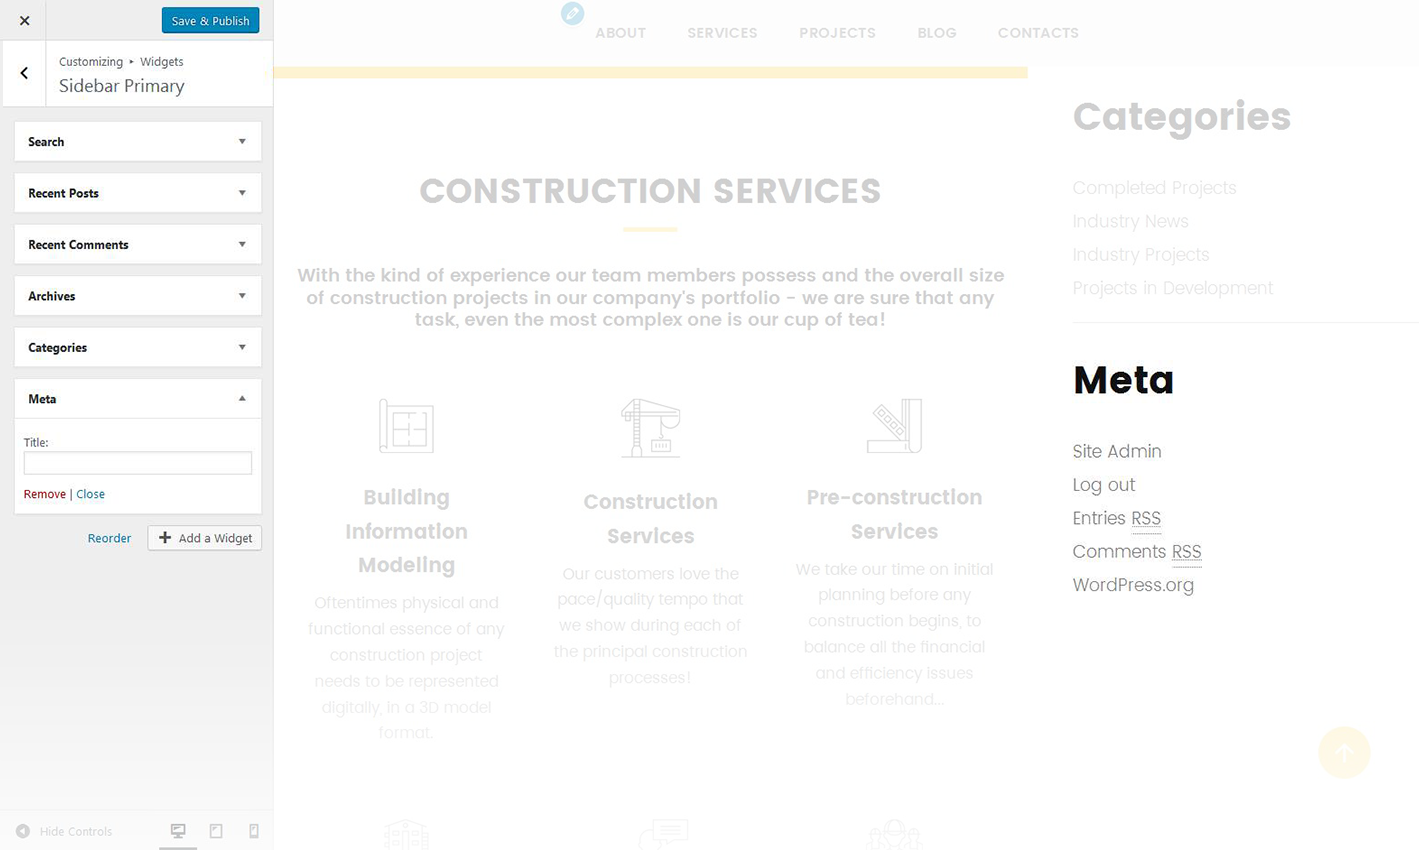 Save & Publish
Customizing ▸ Widgets
Sidebar Primary
Search
Recent Posts
Recent Comments
Archives
Categories
Meta
Title:
Remove | Close
Reorder
Add a Widget
Hide Controls
ABOUT SERVICES PROJECTS BLOG CONTACTS
CONSTRUCTION SERVICES
With the kind of experience our team members possess and the overall size
of construction projects in our company's portfolio - we are sure that any
task, even the most complex one is our cup of tea!
Building
Information
Modeling
Oftentimes physical and
functional essence of any
construction project
needs to be represented
digitally, in a 3D model
format.
Construction
Services
Our customers love the
pace/quality tempo that
we show during each of
the principal construction
processes!
Pre-construction
Services
We take our time on initial
planning before any
construction begins, to
balance all the financial
and efficiency issues
beforehand...
Categories
Completed Projects
Industry News
Industry Projects
Projects in Development
Meta
Site Admin
Log out
Entries RSS
Comments RSS
WordPress.org